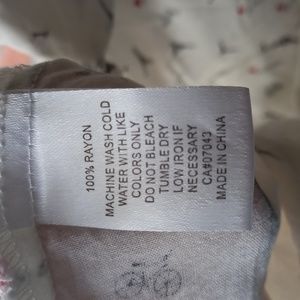 100% RAYON
MACHINE WASH COLD
WATER WITH LIKE
COLORS ONLY
DO NOT BLEACH
TUMBLE DRY
LOW IRON IF
NECESSARY
CA#07043
MADE IN CHINA